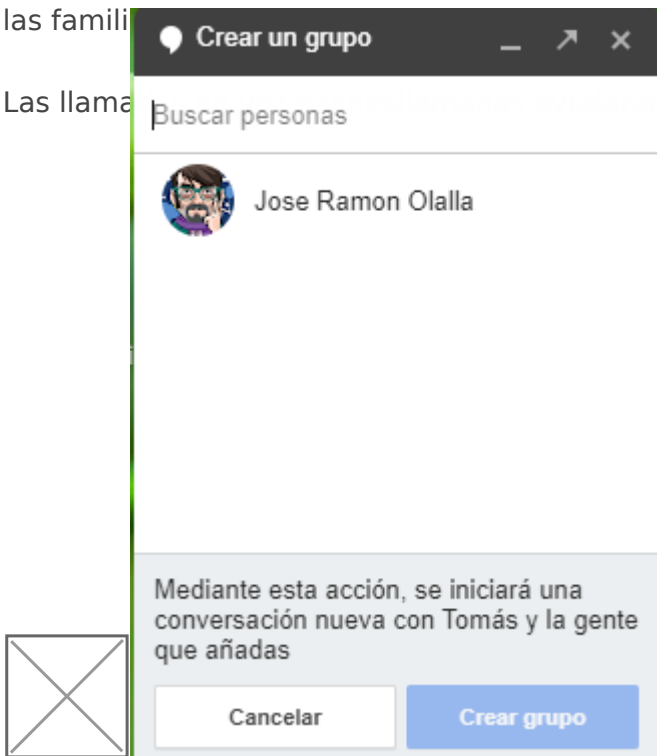 las famili
Crear un grupo
Las llama
Buscar personas
Jose Ramon Olalla
Mediante esta acción, se iniciará una
conversación nueva con Tomás y la gente
que añadas
Cancelar
Crear grupo